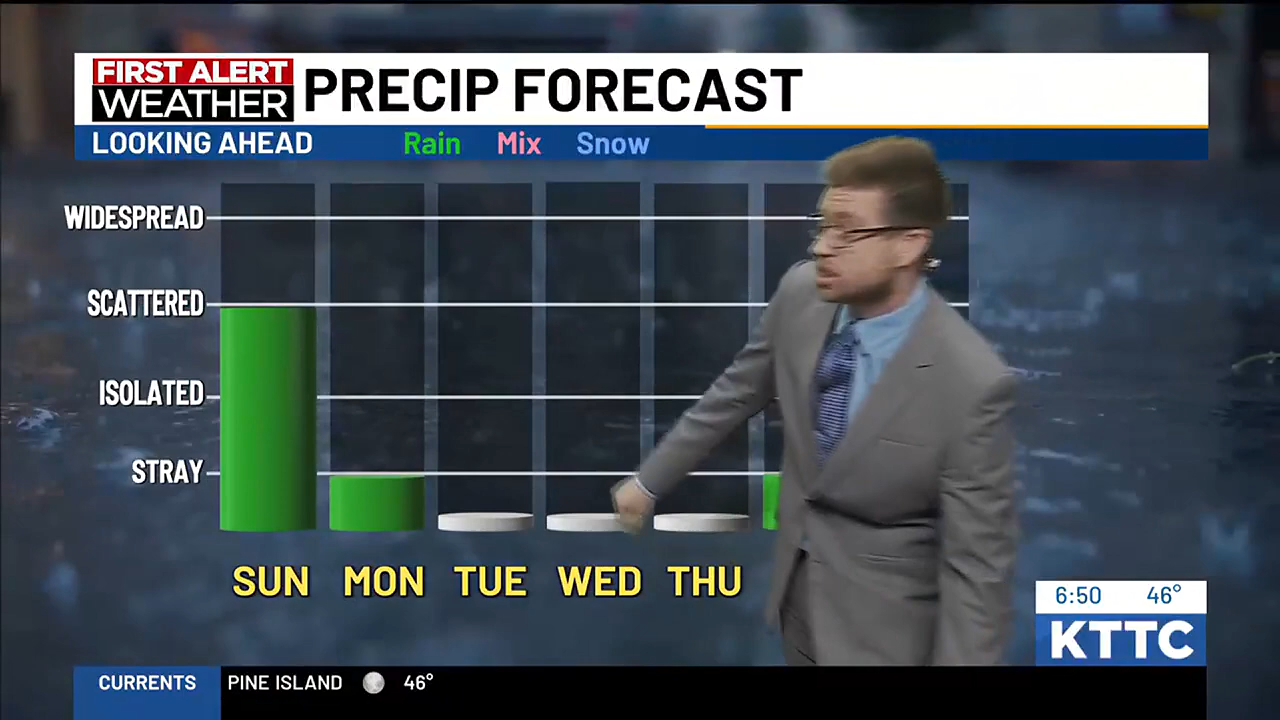 FIRST ALERT
WEATHER
PRECIP FORECAST
LOOKING AHEAD Rain Mix Snow
WIDESPREAD
SCATTERED
ISOLATED
STRAY
SUN MON TUE WED THU
6:50 46°
KTTC
CURRENTS PINE ISLAND 46°